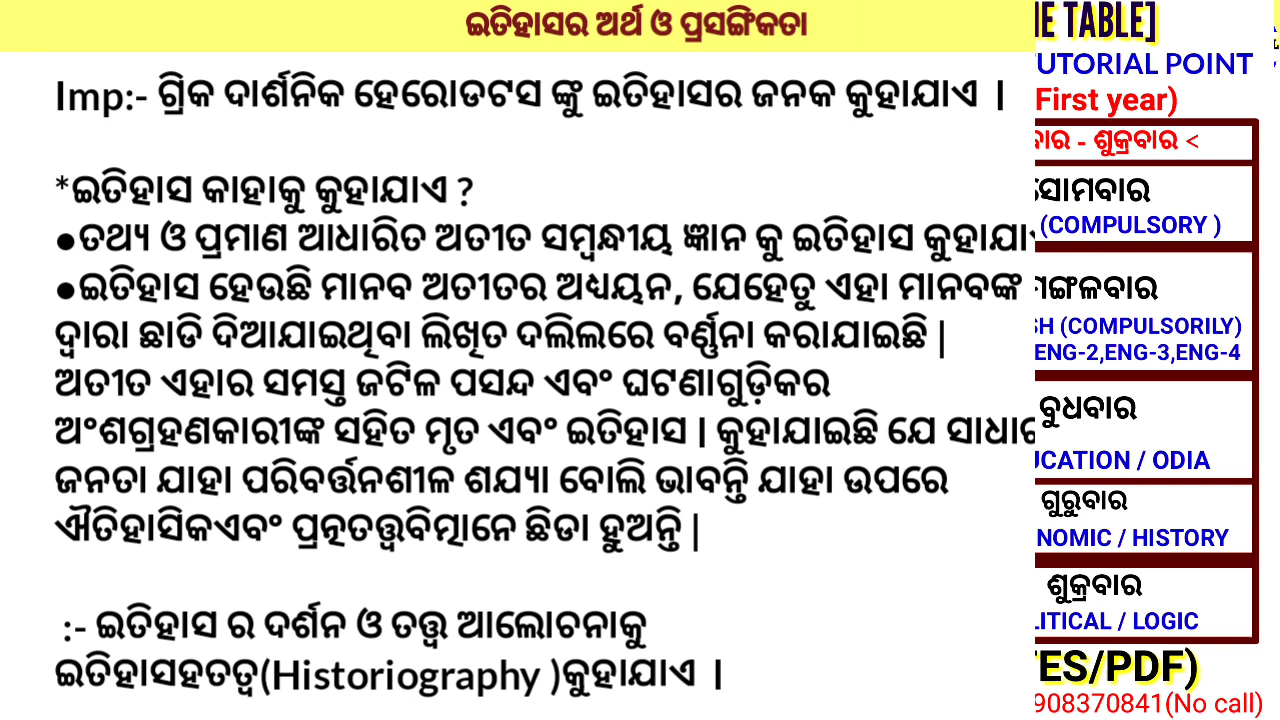 ଇତିହାସର ଅର୍ଥ ଓ ପ୍ରସଙ୍ଗିକତା
Imp:- ଗ୍ରିକ ଦାର୍ଶନିକ ହେରୋଡଟସ ଙ୍କୁ ଇତିହାସର ଜନକ କୁହାଯାଏ ।
*ଇତିହାସ କାହାକୁ କୁହାଯାଏ ?
●ତଥ୍ୟ ଓ ପ୍ରମାଣ ଆଧାରିତ ଅତୀତ ସମ୍ବନ୍ଧୀୟ ଜ୍ଞାନ କୁ ଇତିହାସ
●ଇତିହାସ ହେଉଛି ମାନବ ଅତୀତର ଅଧ୍ୟୟନ, ଯେହେତୁ ଏହା ମାନବଙ୍କ
ଦ୍ୱାରା ଛାଡି ଦିଆଯାଇଥିବା ଲିଖିତ ଦଲିଲରେ ବର୍ଣ୍ଣନା କରାଯାଇଛି |
ଅତୀତ ଏହାର ସମସ୍ତ ଜଟିଳ ପସନ୍ଦ ଏବଂ ଘଟଣାଗୁଡ଼ିକର
ଅଂଶଗ୍ରହଣକାରୀଙ୍କ ସହିତ ମୃତ ଏବଂ ଇତିହାସ | କୁହାଯାଇଛି ଯେ
ଜନତା ଯାହା ପରିବର୍ତ୍ତନଶୀଳ ଶଯ୍ୟା ବୋଲି ଭାବନ୍ତି ଯାହା ଉପରେ
ଐତିହାସିକଏବଂ ପ୍ରତ୍ନତତ୍ତ୍ୱବିତ୍ମାନେ ଛିଡା ହୁଅନ୍ତି |
:- ଇତିହାସ ର ଦର୍ଶନ ଓ ତତ୍ତ୍ୱ ଆଲୋଚନାକୁ
ଇତିହାସହତତ୍ୱ(Historiography )କୁହାଯାଏ ।
TABLE]
UTORIAL POINT
First year)
- ଶୁକ୍ରବାର <
ସୋମବାର
(COMPULSORY )
ମଙ୍ଗଳବାର
(COMPULSORILY)
ENG-2,ENG-3,ENG-4
ବୁଧବାର
UCATION / ODIA
ଗୁରୁବାର
NOMIC / HISTORY
ଶୁକ୍ରବାର
LITICAL / LOGIC
TES/PDF)
908370841(No call)